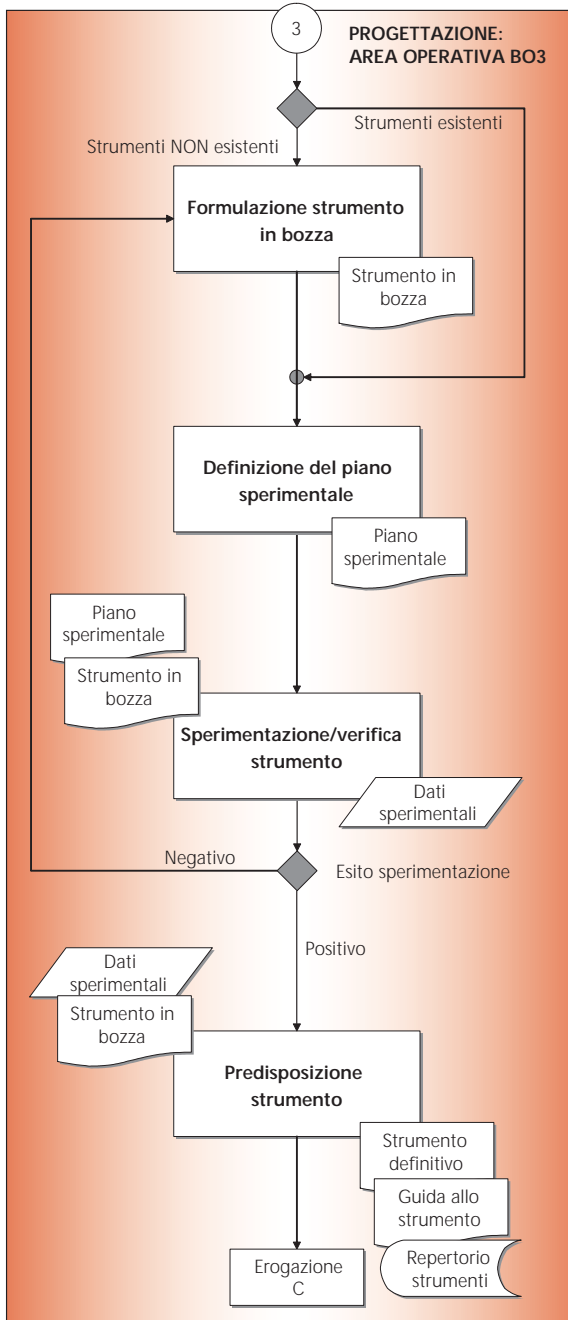 3
PROGETTAZIONE:
AREA OPERATIVA BO3
Strumenti esistenti
Strumenti NON esistenti
Formulazione strumento
in bozza
Strumento in
bozza
Definizione del piano
sperimentale
Piano
sperimentale
Piano
sperimentale
Strumento in
bozza
Sperimentazione/verifica
strumento
Dati
sperimentali
Negativo
Esito sperimentazione
Positivo
Dati
sperimentali
Strumento in
bozza
Predisposizione
strumento
Strumento
definitivo
Guida allo
strumento
Repertorio
strumenti
Erogazione
C